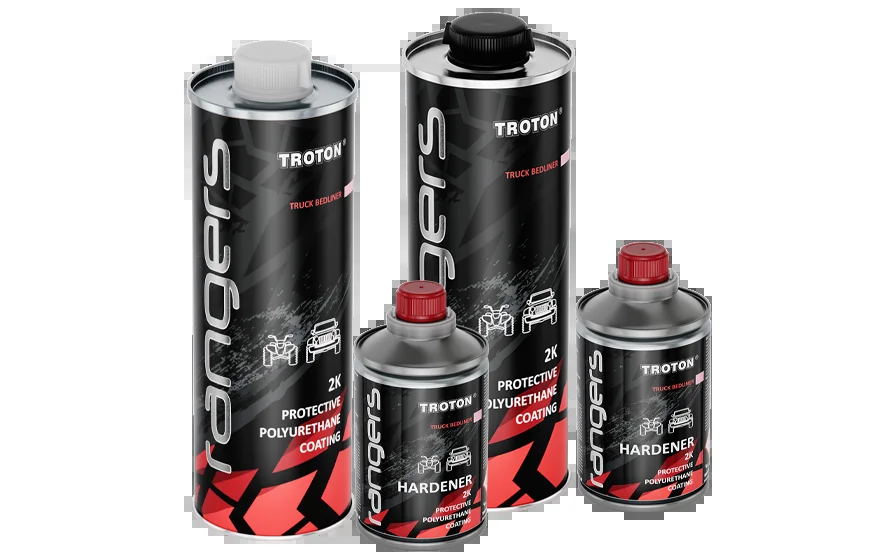 rangers
TROTON®
TRUCK BEDLINER
2K
PROTECTIVE
POLYURETHANE
COATING
rangers
TROTON®
TRUCK BEDLINER
2K
PROTECTIVE
POLYURETHANE
COATING
rangers
TROTON®
TRUCK BEDLINER
HARDENER
2K
PROTECTIVE
POLYURETHANE
COATING
rangers
TROTON®
TRUCK BEDLINER
HARDENER
2K
PROTECTIVE
POLYURETHANE
COATING